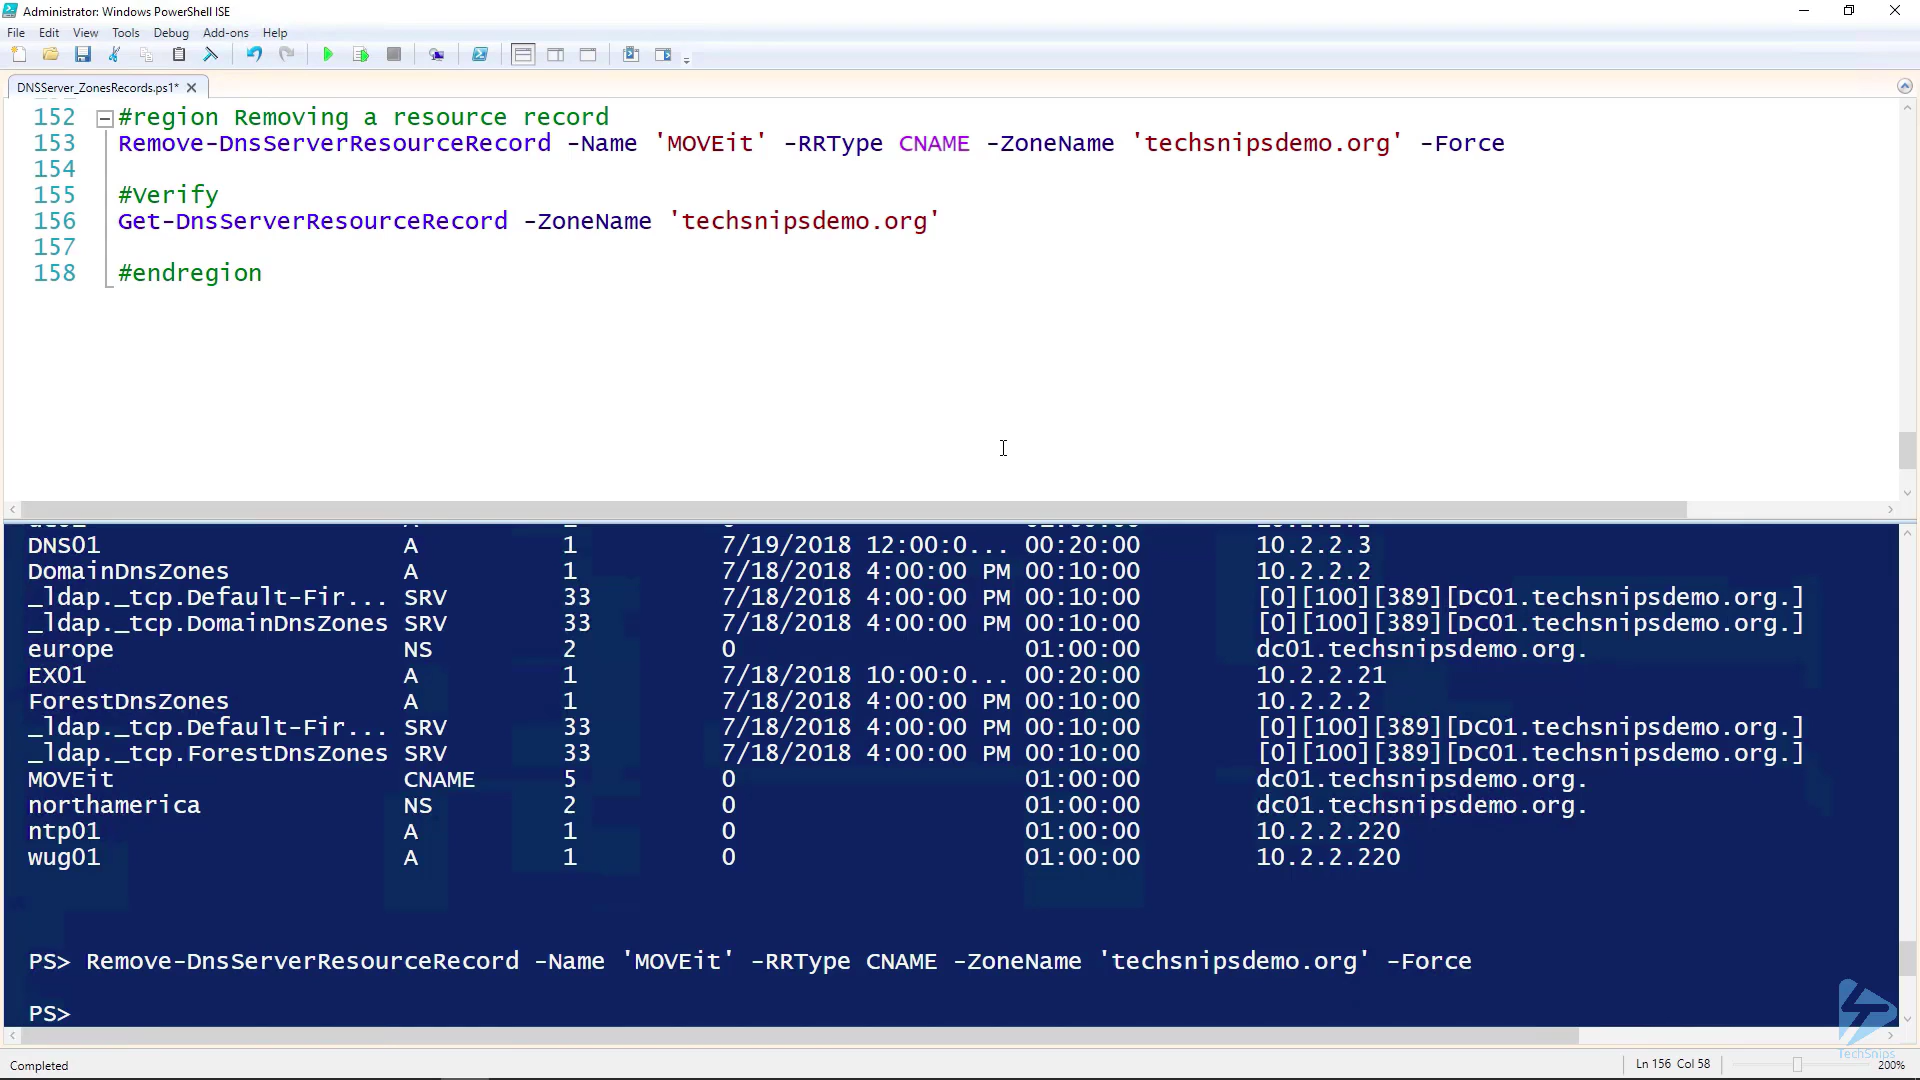 Administrator: Windows PowerShell ISE
File Edit View Tools Debug Add-ons Help
DNSServer_ZonesRecords.ps1*
152 #region Removing a resource record
153 Remove-DnsServerResourceRecord -Name 'MOVEit' -RRType CNAME -ZoneName 'techsnipsdemo.org' -Force
154
155 #Verify
156 Get-DnsServerResourceRecord -ZoneName 'techsnipsdemo.org'
157
158 #endregion
DNS01 A 1 7/19/2018 12:00:0... 00:20:00 10.2.2.3
DomainDnsZones A 1 7/18/2018 4:00:00 PM 00:10:00 10.2.2.2
_ldap._tcp.Default-Fir... SRV 33 7/18/2018 4:00:00 PM 00:10:00 [0][100][389][DC01.techsnipsdemo.org.]
_ldap._tcp.DomainDnsZones SRV 33 7/18/2018 4:00:00 PM 00:10:00 [0][100][389][DC01.techsnipsdemo.org.]
europe NS 2 0 01:00:00 dc01.techsnipsdemo.org.
EX01 A 1 7/18/2018 10:00:0... 00:20:00 10.2.2.21
ForestDnsZones A 1 7/18/2018 4:00:00 PM 00:10:00 10.2.2.2
_ldap._tcp.Default-Fir... SRV 33 7/18/2018 4:00:00 PM 00:10:00 [0][100][389][DC01.techsnipsdemo.org.]
_ldap._tcp.ForestDnsZones SRV 33 7/18/2018 4:00:00 PM 00:10:00 [0][100][389][DC01.techsnipsdemo.org.]
MOVEit CNAME 5 0 01:00:00 dc01.techsnipsdemo.org.
northamerica NS 2 0 01:00:00 dc01.techsnipsdemo.org.
ntp01 A 1 0 01:00:00 10.2.2.220
wug01 A 1 0 01:00:00 10.2.2.220
PS> Remove-DnsServerResourceRecord -Name 'MOVEit' -RRType CNAME -ZoneName 'techsnipsdemo.org' -Force
PS>
TechSnips
Completed Ln 156 Col 58 200%